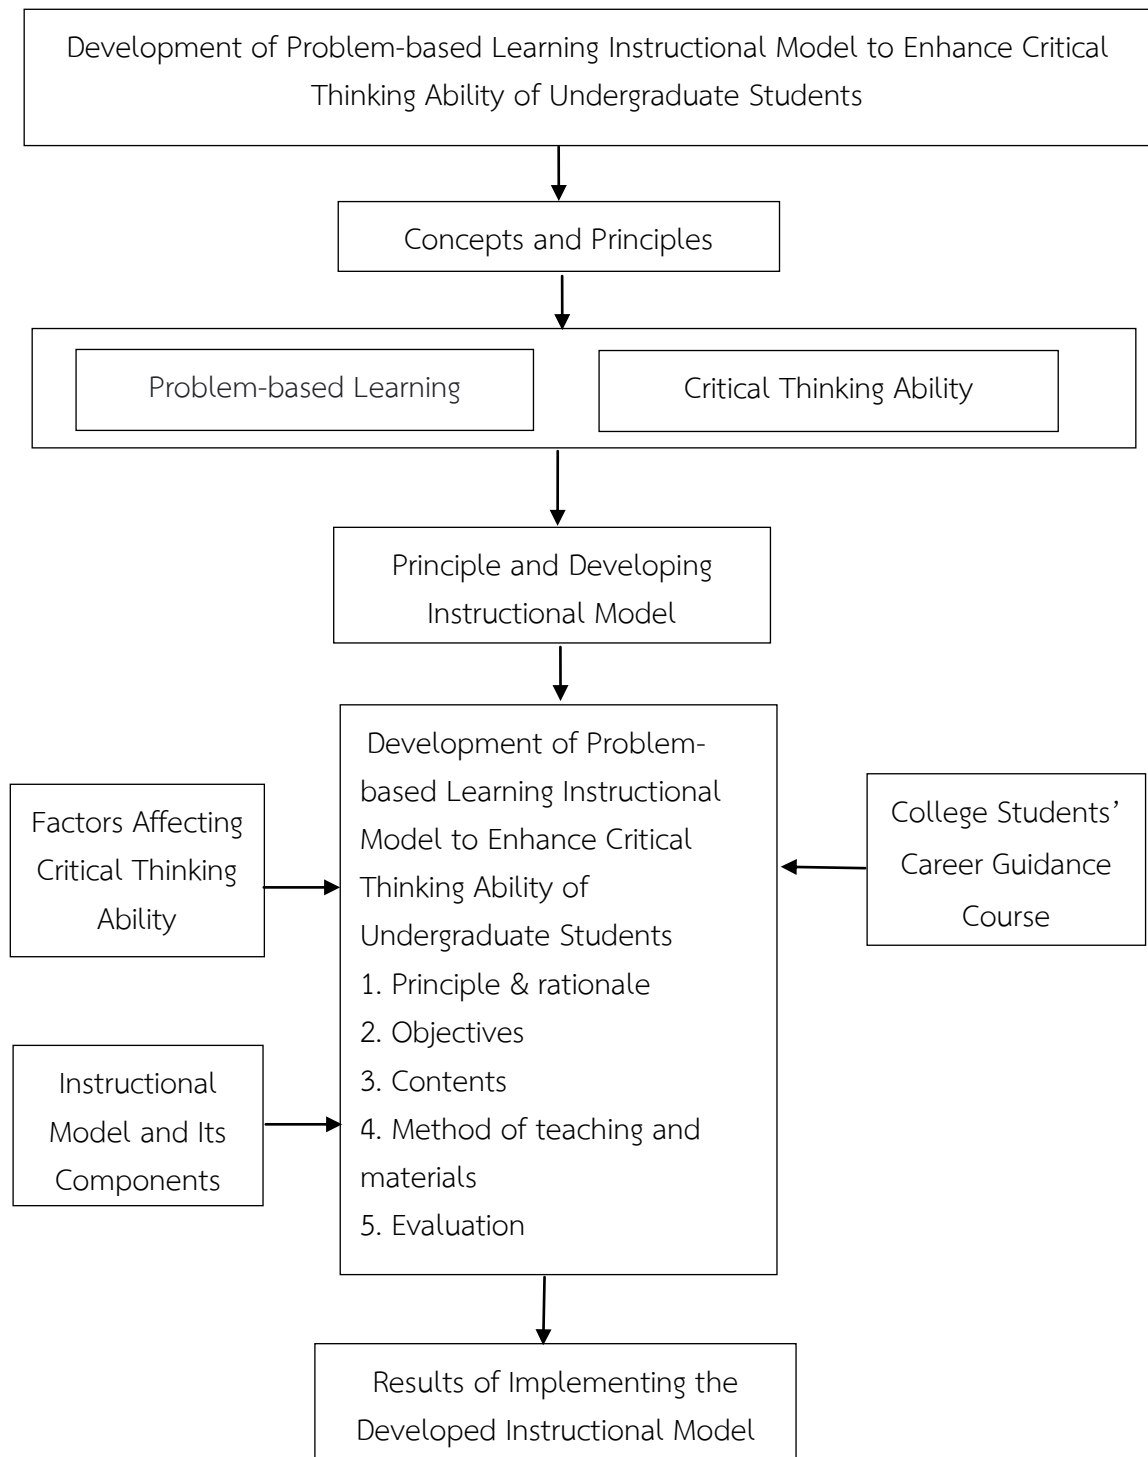 Development of Problem-based Learning Instructional Model to Enhance Critical
Thinking Ability of Undergraduate Students
Concepts and Principles
Problem-based Learning
Critical Thinking Ability
Principle and Developing
Instructional Model
Development of Problem-
based Learning Instructional
Model to Enhance Critical
Thinking Ability of
Undergraduate Students
1. Principle & rationale
2. Objectives
3. Contents
4. Method of teaching and
materials
5. Evaluation
Factors Affecting
Critical Thinking
Ability
College Students’
Career Guidance
Course
Instructional
Model and Its
Components
Results of Implementing the
Developed Instructional Model